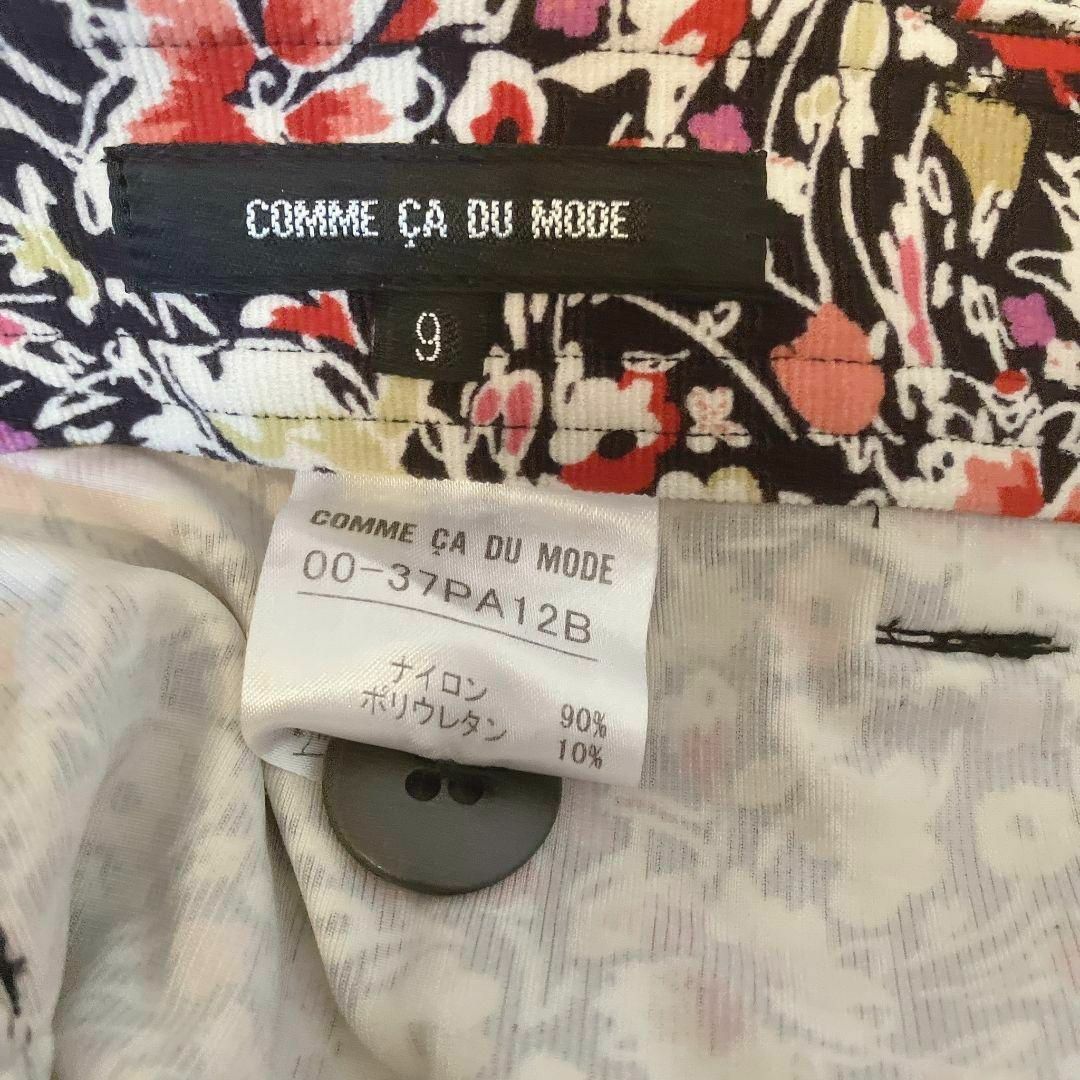 COMME ÇA DU MODE
9
COMME ÇA DU MODE
00-37PA12B
ナイロン 90%
ポリウレタン 10%